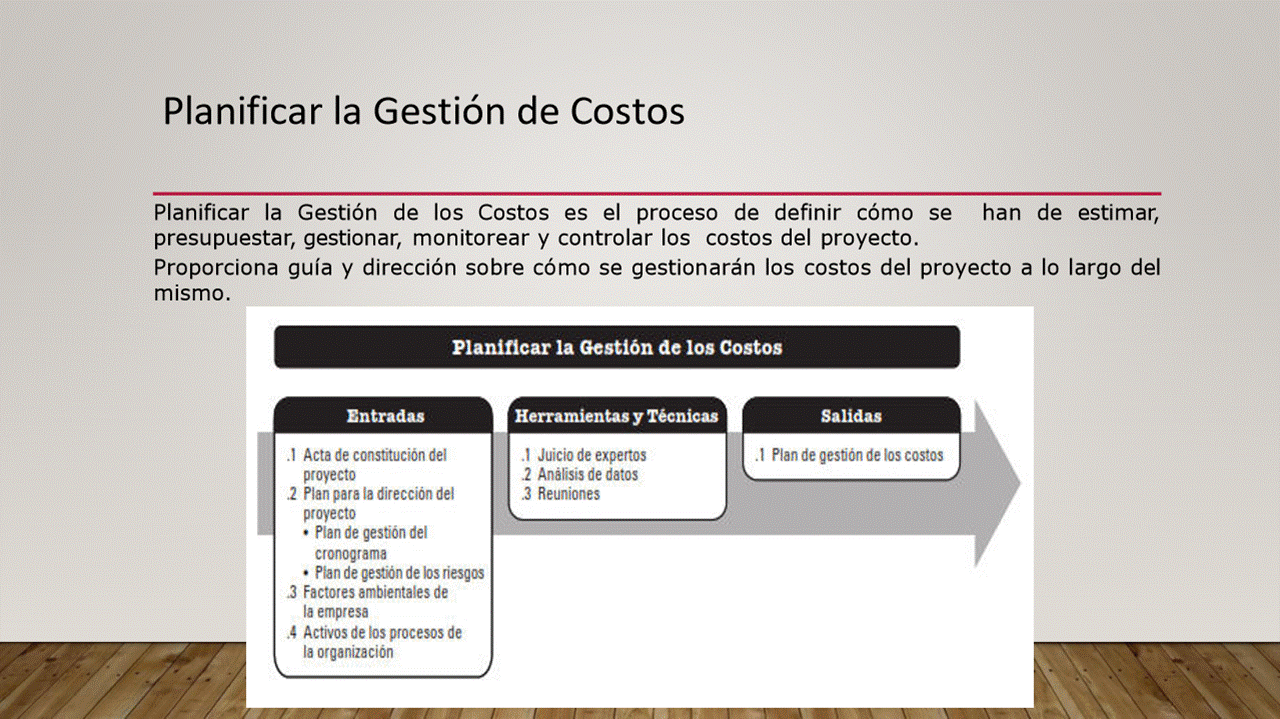 Planificar la Gestión de Costos
Planificar la Gestión de los Costos es el proceso de definir cómo se han de estimar,
presupuestar, gestionar, monitorear y controlar los costos del proyecto.
Proporciona guía y dirección sobre cómo se gestionarán los costos del proyecto a lo largo del
mismo.
Planificar la Gestión de los Costos
Entradas
.1 Acta de constitución del
proyecto
.2 Plan para la dirección del
proyecto
• Plan de gestión del
cronograma
• Plan de gestión de los riesgos
.3 Factores ambientales de
la empresa
.4 Activos de los procesos de
la organización
Herramientas y Técnicas
.1 Juicio de expertos
.2 Análisis de datos
.3 Reuniones
Salidas
.1 Plan de gestión de los costos